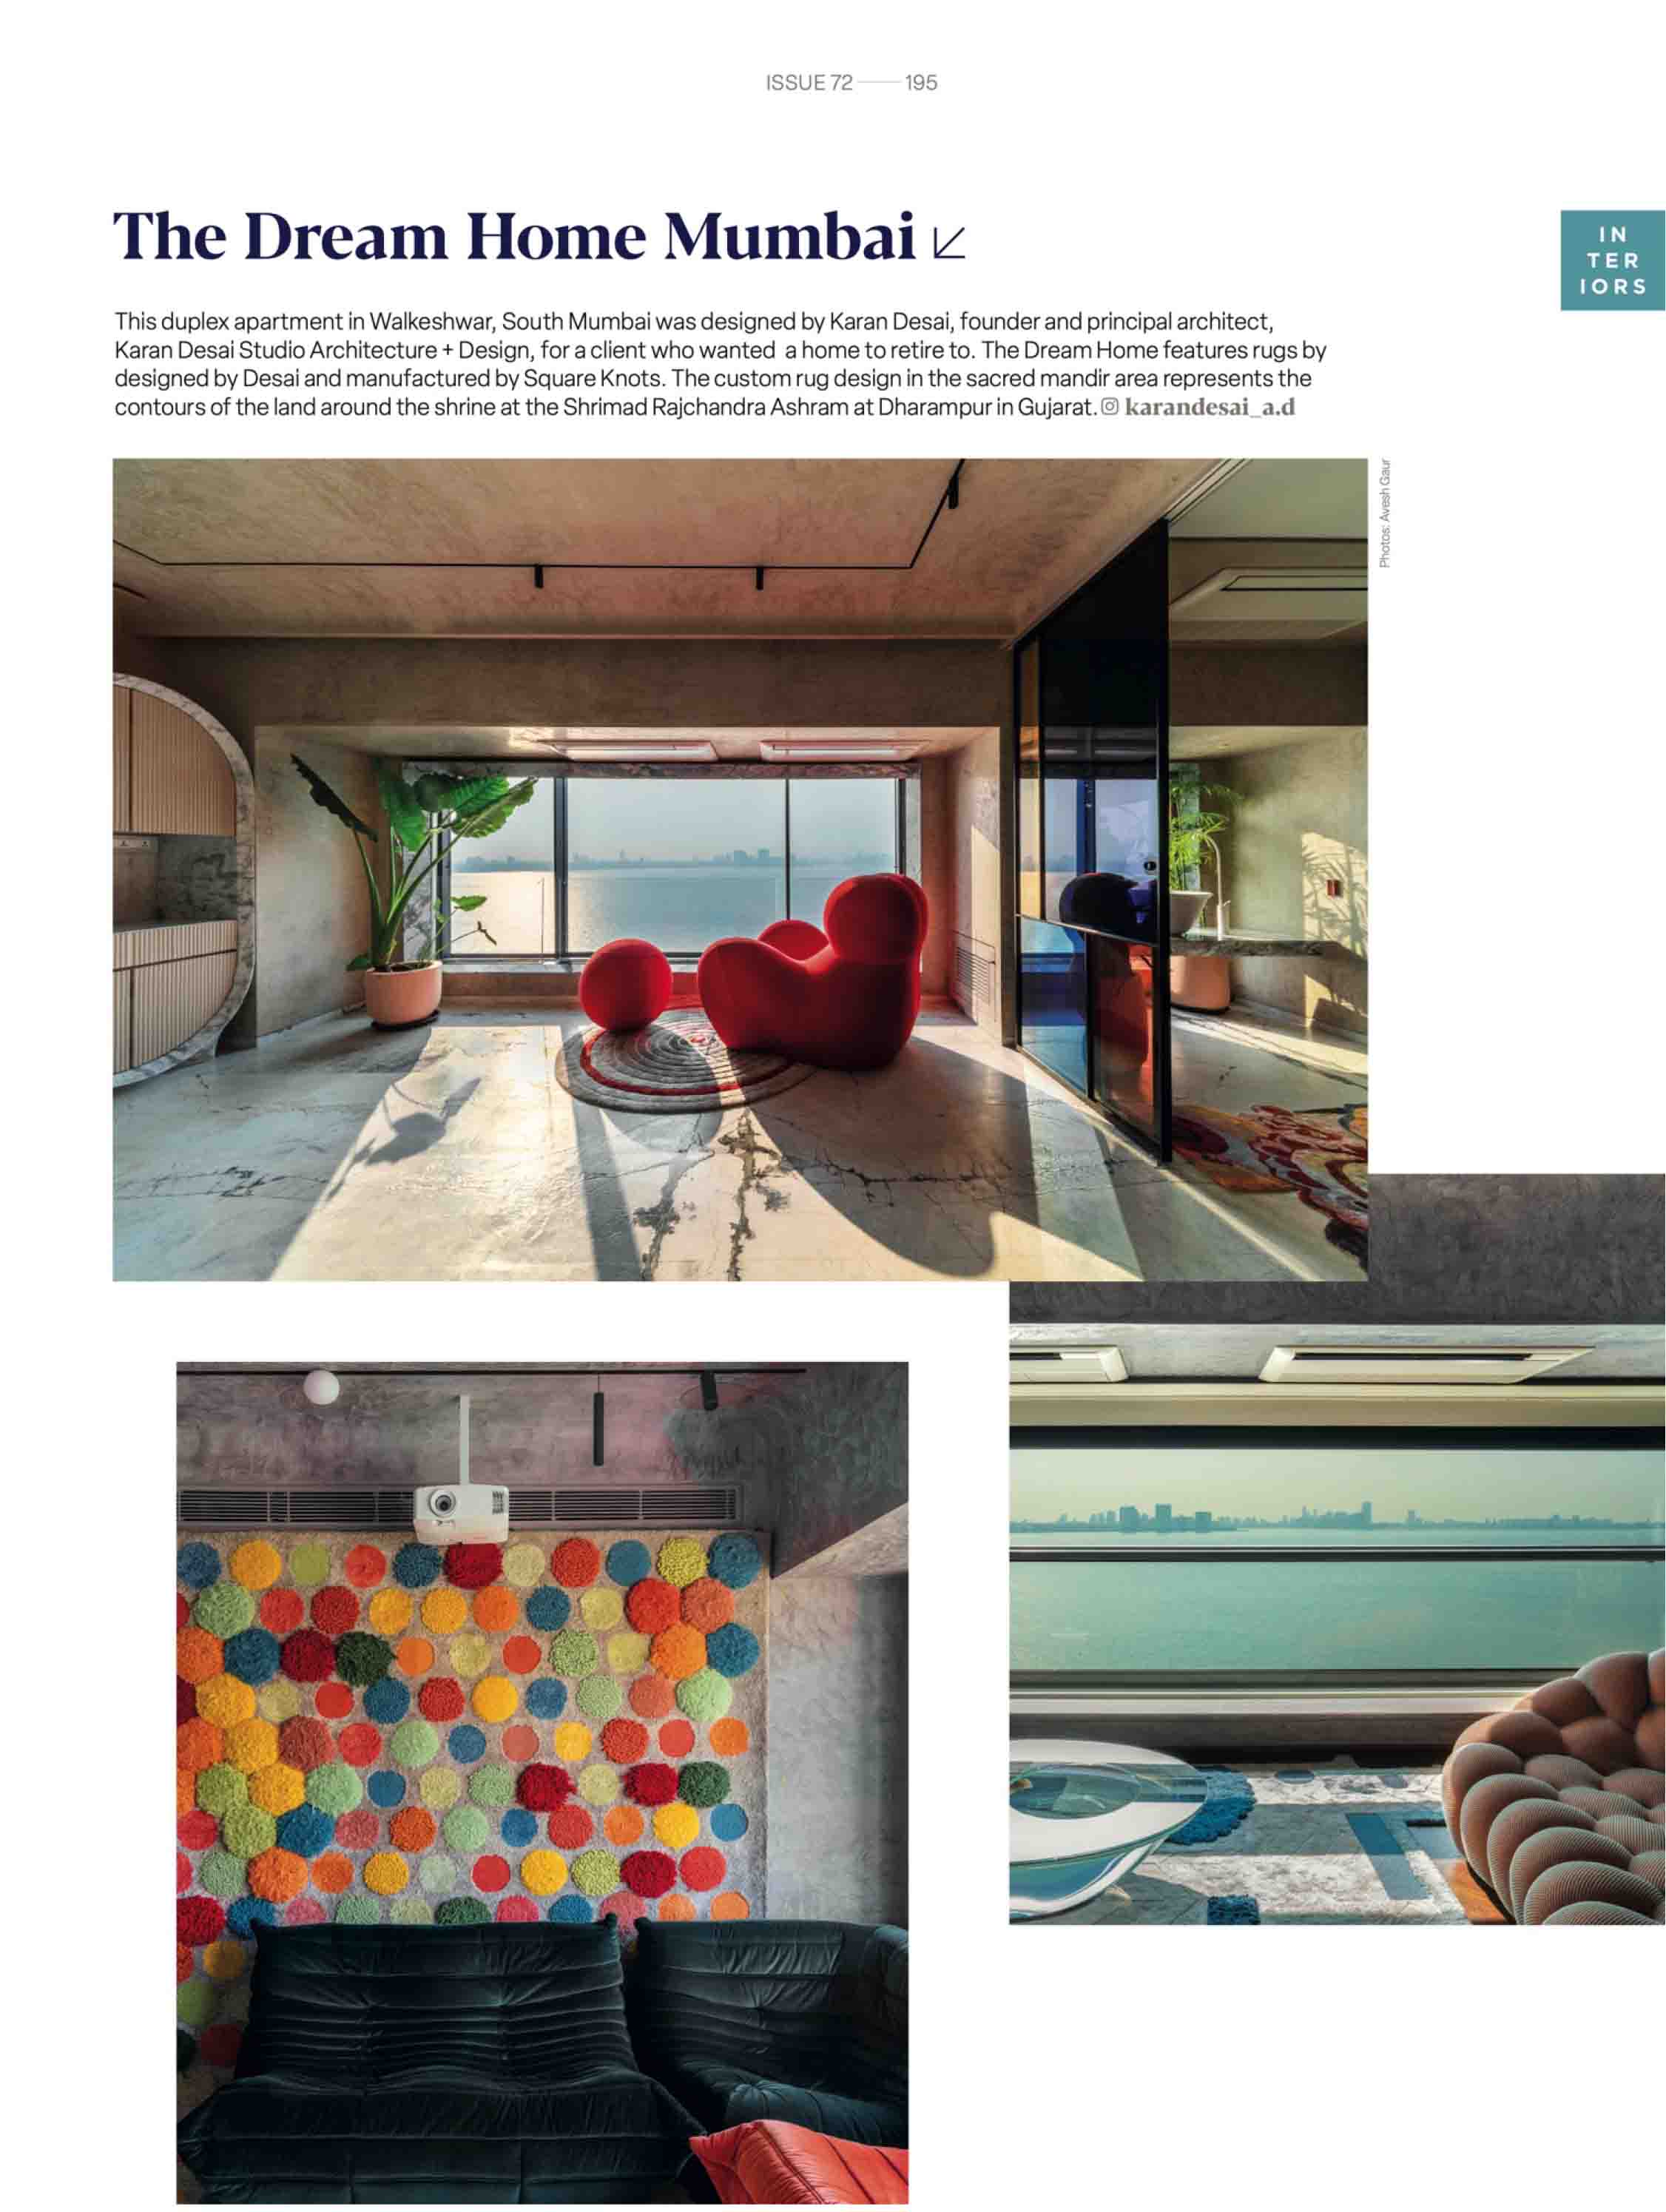 ISSUE 72 —— 195
The Dream Home Mumbai ↙
IN
TER
IORS
This duplex apartment in Walkeshwar, South Mumbai was designed by Karan Desai, founder and principal architect,
Karan Desai Studio Architecture + Design, for a client who wanted  a home to retire to. The Dream Home features rugs by
designed by Desai and manufactured by Square Knots. The custom rug design in the sacred mandir area represents the
contours of the land around the shrine at the Shrimad Rajchandra Ashram at Dharampur in Gujarat. karandesai_a.d
Photos: Avesh Gaur